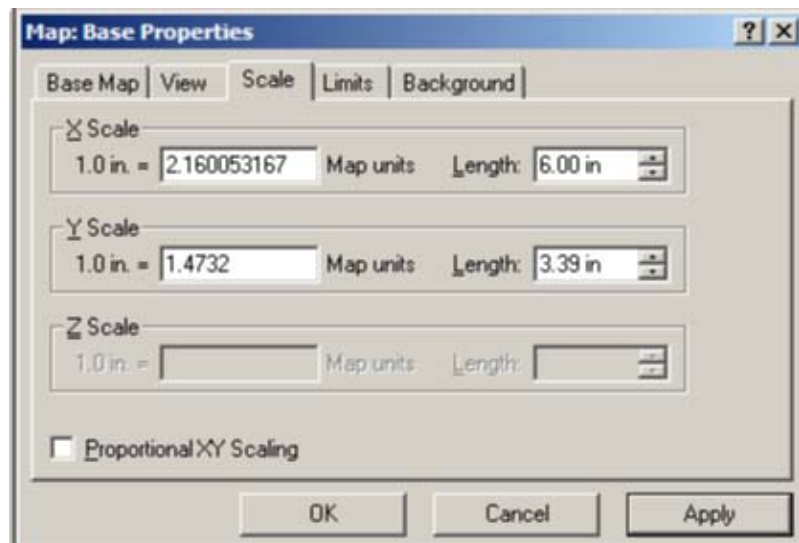 Map: Base Properties
Base Map View Scale Limits Background
X Scale
1.0 in. = 2.160053167 Map units Length: 6.00 in
Y Scale
1.0 in. = 1.4732 Map units Length: 3.39 in
Z Scale
1.0 in. = Map units Length:
Proportional XY Scaling
OK Cancel Apply